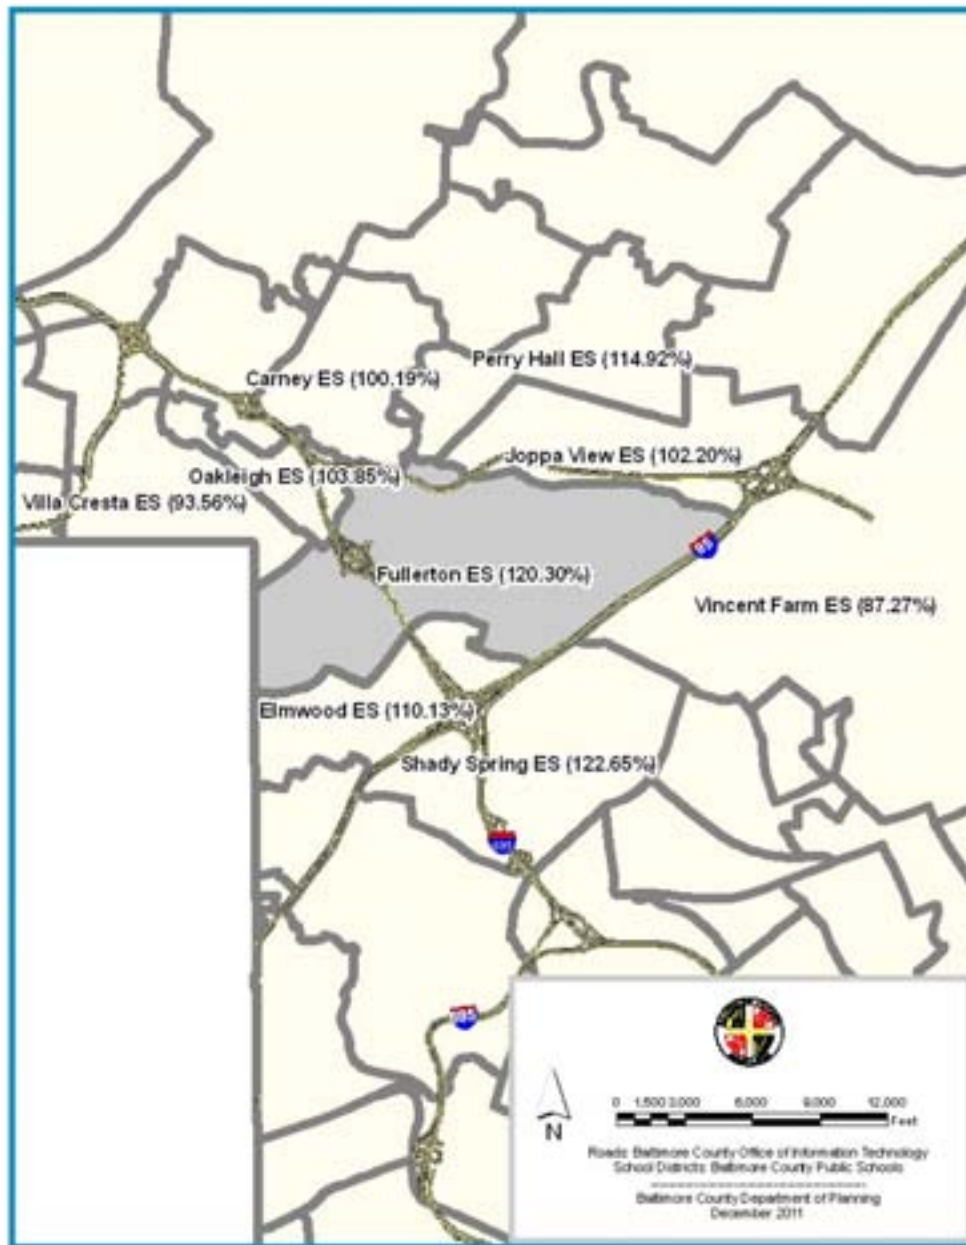 Perry Hall ES (114.92%)
Carney ES (100.19%)
Joppa View ES (102.20%)
Oakleigh ES (103.85%)
Villa Cresta ES (93.56%)
95
Fullerton ES (120.30%)
Vincent Farm ES (87.27%)
Elmwood ES (110.13%)
Shady Spring ES (122.65%)
695
N
0 1,500 3,000 6,000 9,000 12,000
Feet
Roads: Baltimore County Office of Information Technology
School Districts: Baltimore County Public Schools
Baltimore County Department of Planning
December 2011